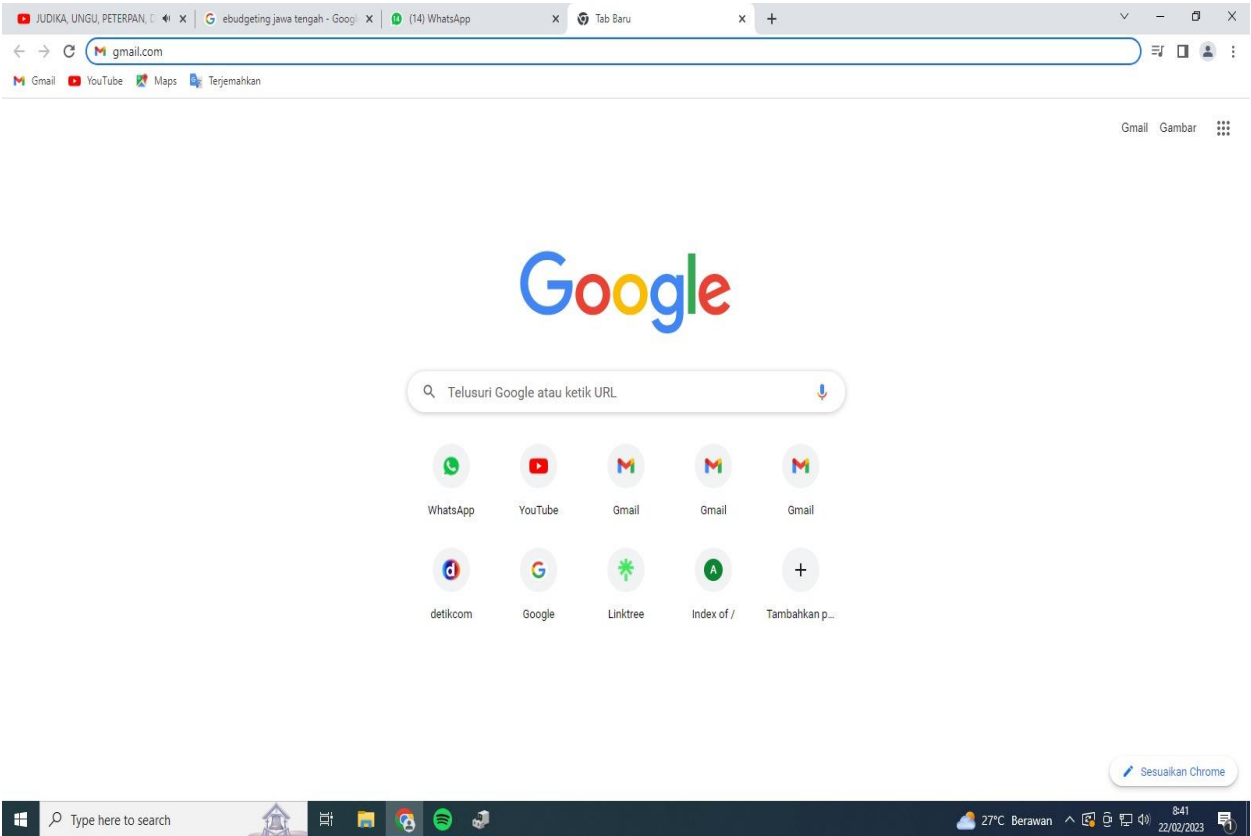 JUDIKA, UNGU, PETERPAN, D
ebudgeting jawa tengah - Googl
(14) WhatsApp
Tab Baru
gmail.com
Gmail YouTube Maps Terjemahkan
Gmail Gambar
Google
Telusuri Google atau ketik URL
WhatsApp YouTube Gmail Gmail Gmail
detikcom Google Linktree Index of / Tambahkan p...
Sesuaikan Chrome
Type here to search
27°C Berawan
8:41
22/02/2023